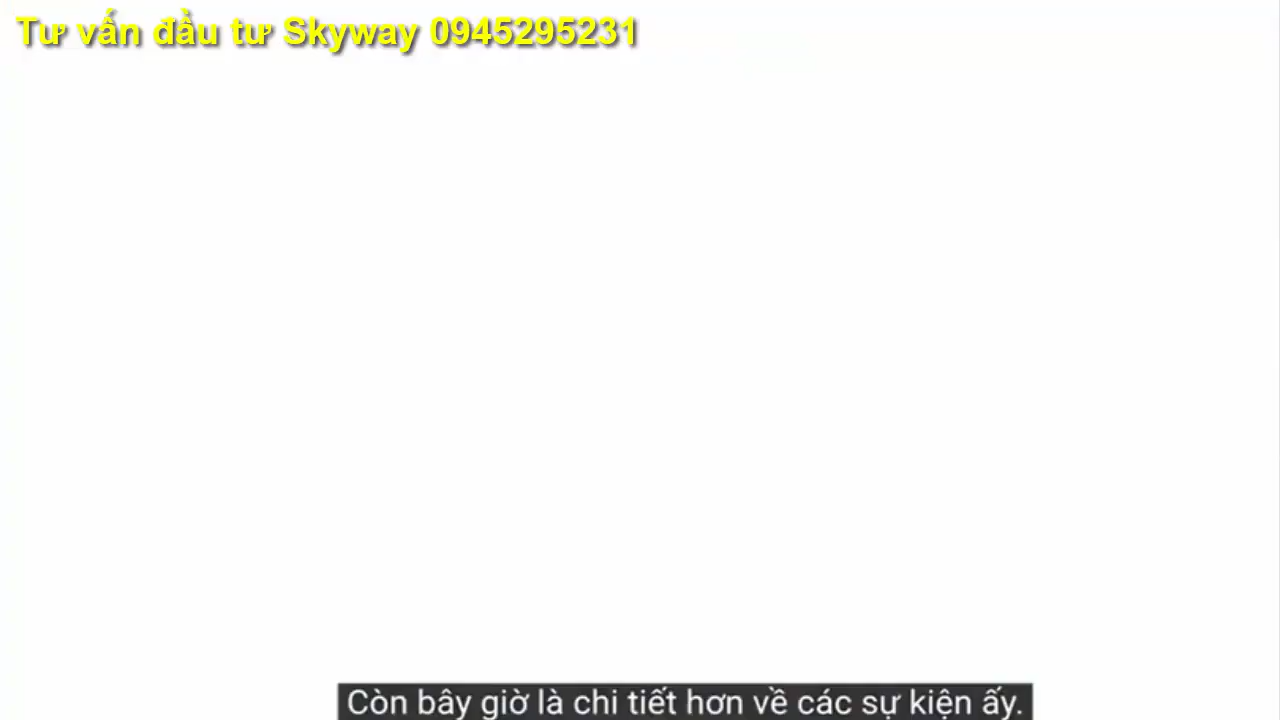 Tư vấn đầu tư Skyway 0945295231
Còn bây giờ là chi tiết hơn về các sự kiện ấy.